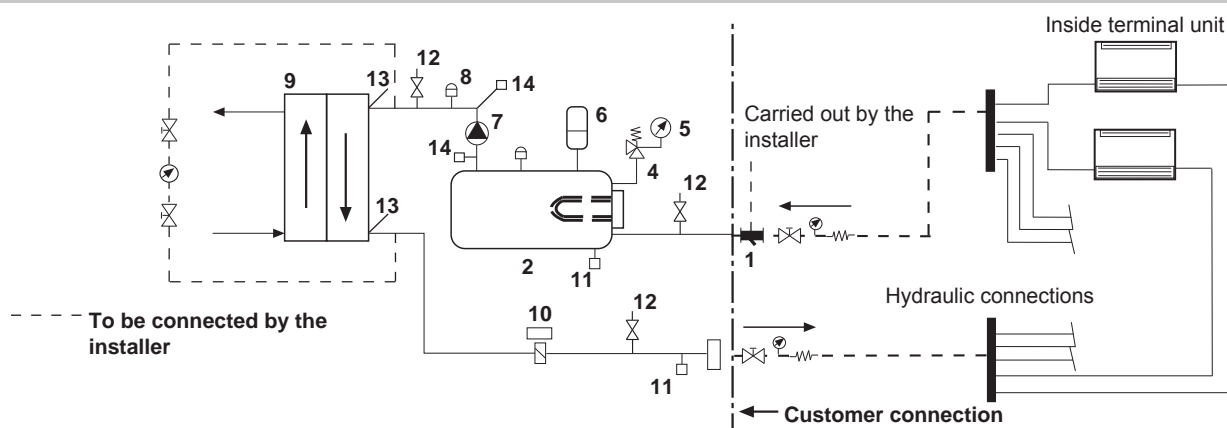 Inside terminal unit
12
8
14
13
9
6
5
7
Carried out by the
installer
14
4
12
13
1
2
11
12
10
Hydraulic connections
To be connected by the
installer
11
Customer connection